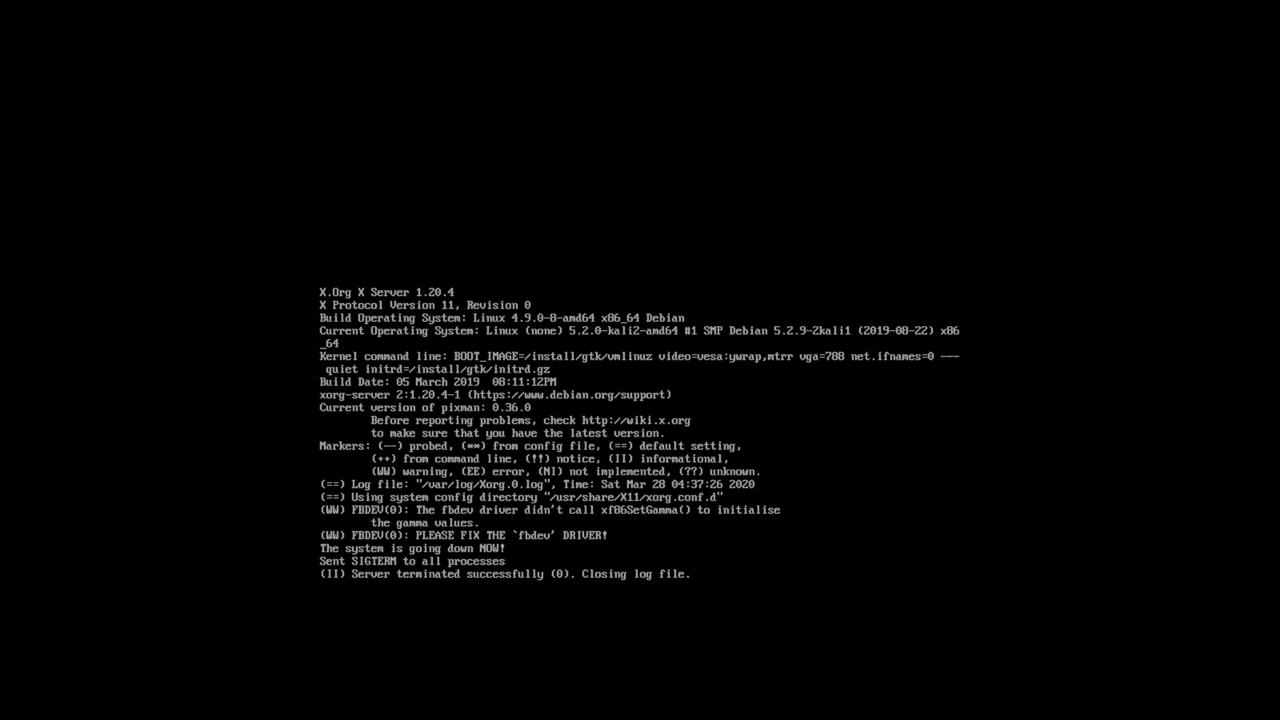 X.Org X Server 1.20.4
X Protocol Version 11, Revision 0
Build Operating System: Linux 4.9.0-8-amd64 x86_64 Debian
Current Operating System: Linux (none) 5.2.0-kali2-amd64 #1 SMP Debian 5.2.9-2kali1 (2019-08-22) x86
_64
Kernel command line: BOOT_IMAGE=/install/gtk/vmlinuz video=vesa:ywrap,mtrr vga=788 net.ifnames=0 ---
 quiet initrd=/install/gtk/initrd.gz
Build Date: 05 March 2019  08:11:12PM
xorg-server 2:1.20.4-1 (https://www.debian.org/support)
Current version of pixman: 0.36.0
        Before reporting problems, check http://wiki.x.org
        to make sure that you have the latest version.
Markers: (--) probed, (**) from config file, (==) default setting,
        (++) from command line, (!!) notice, (II) informational,
        (WW) warning, (EE) error, (NI) not implemented, (??) unknown.
(==) Log file: "/var/log/Xorg.0.log", Time: Sat Mar 28 04:37:26 2020
(==) Using system config directory "/usr/share/X11/xorg.conf.d"
(WW) FBDEV(0): The fbdev driver didn't call xf86SetGamma() to initialise
        the gamma values.
(WW) FBDEV(0): PLEASE FIX THE `fbdev' DRIVER!
The system is going down NOW!
Sent SIGTERM to all processes
(II) Server terminated successfully (0). Closing log file.